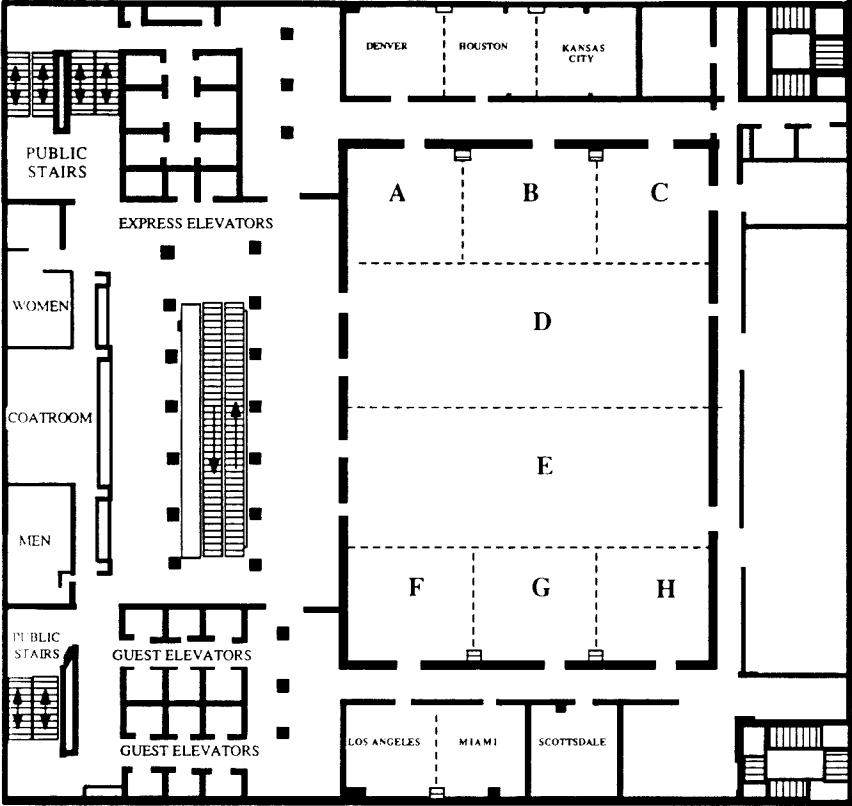 DENVER
HOUSTON
KANSAS
CITY
PUBLIC
STAIRS
A
B
C
EXPRESS ELEVATORS
WOMEN
D
COATROOM
E
MEN
F
G
H
PUBLIC
STAIRS
GUEST ELEVATORS
LOS ANGELES
MIAMI
SCOTTSDALE
GUEST ELEVATORS